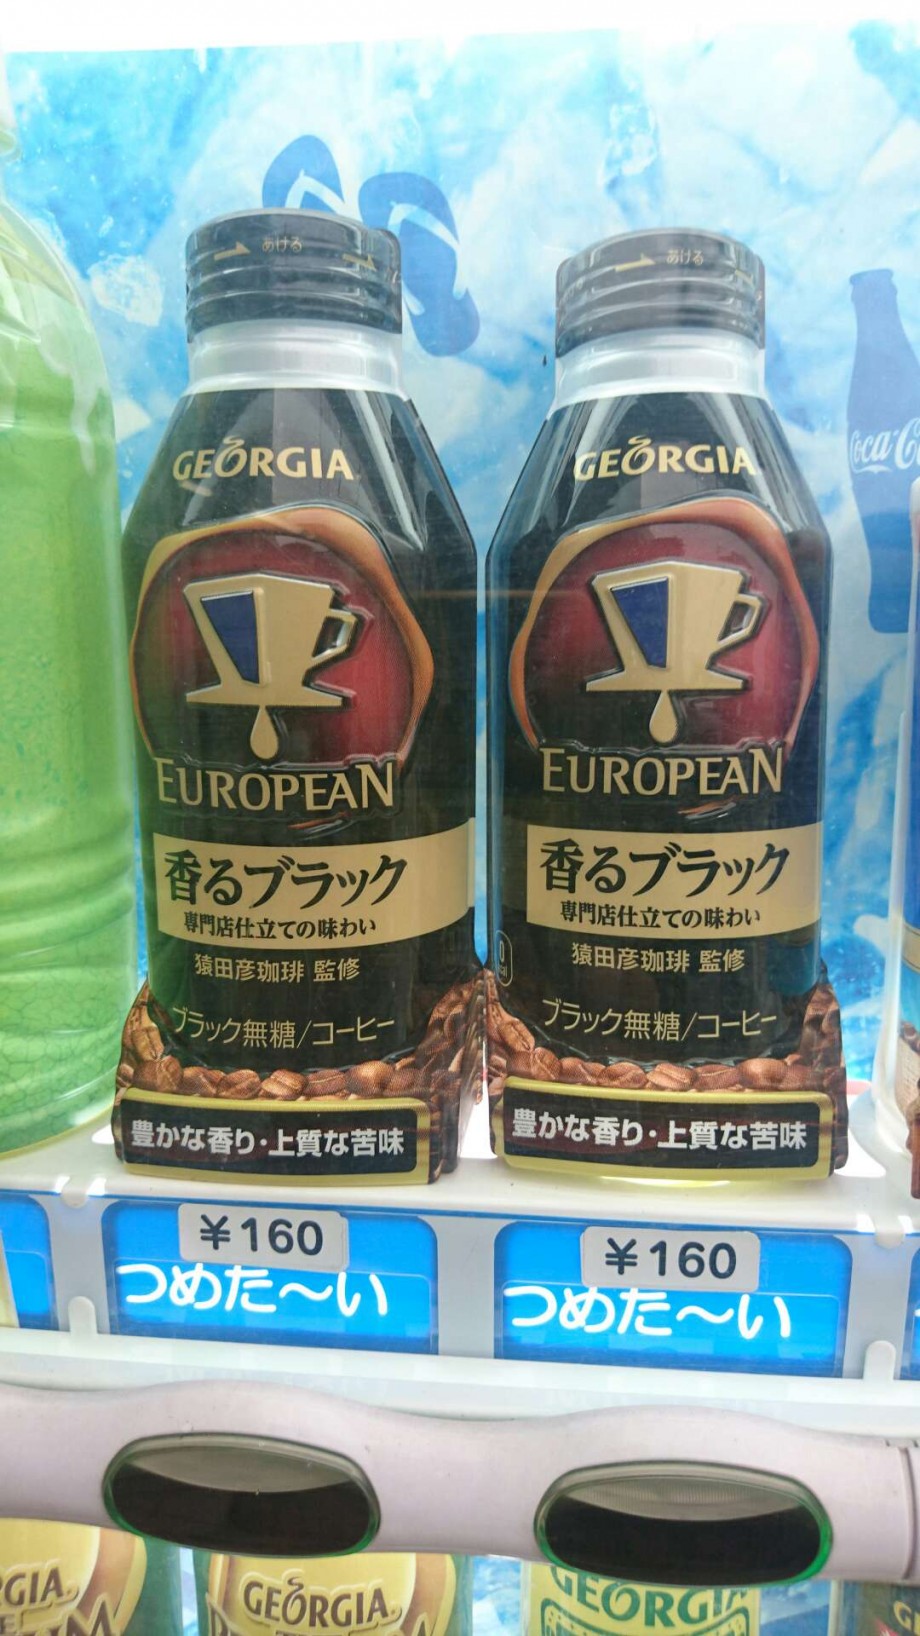 あける
あける
GEORGIA
GEORGIA
Coca-Co
EUROPEAN
EUROPEAN
香るブラック
専門店仕立ての味わい
猿田彦珈琲 監修
ブラック無糖/コーヒー
豊かな香り・上質な苦味
香るブラック
専門店仕立ての味わい
猿田彦珈琲 監修
ブラック無糖/コーヒー
豊かな香り・上質な苦味
¥160
つめた〜い
¥160
つめた〜い
RGIA
GEORGIA
GEORGI